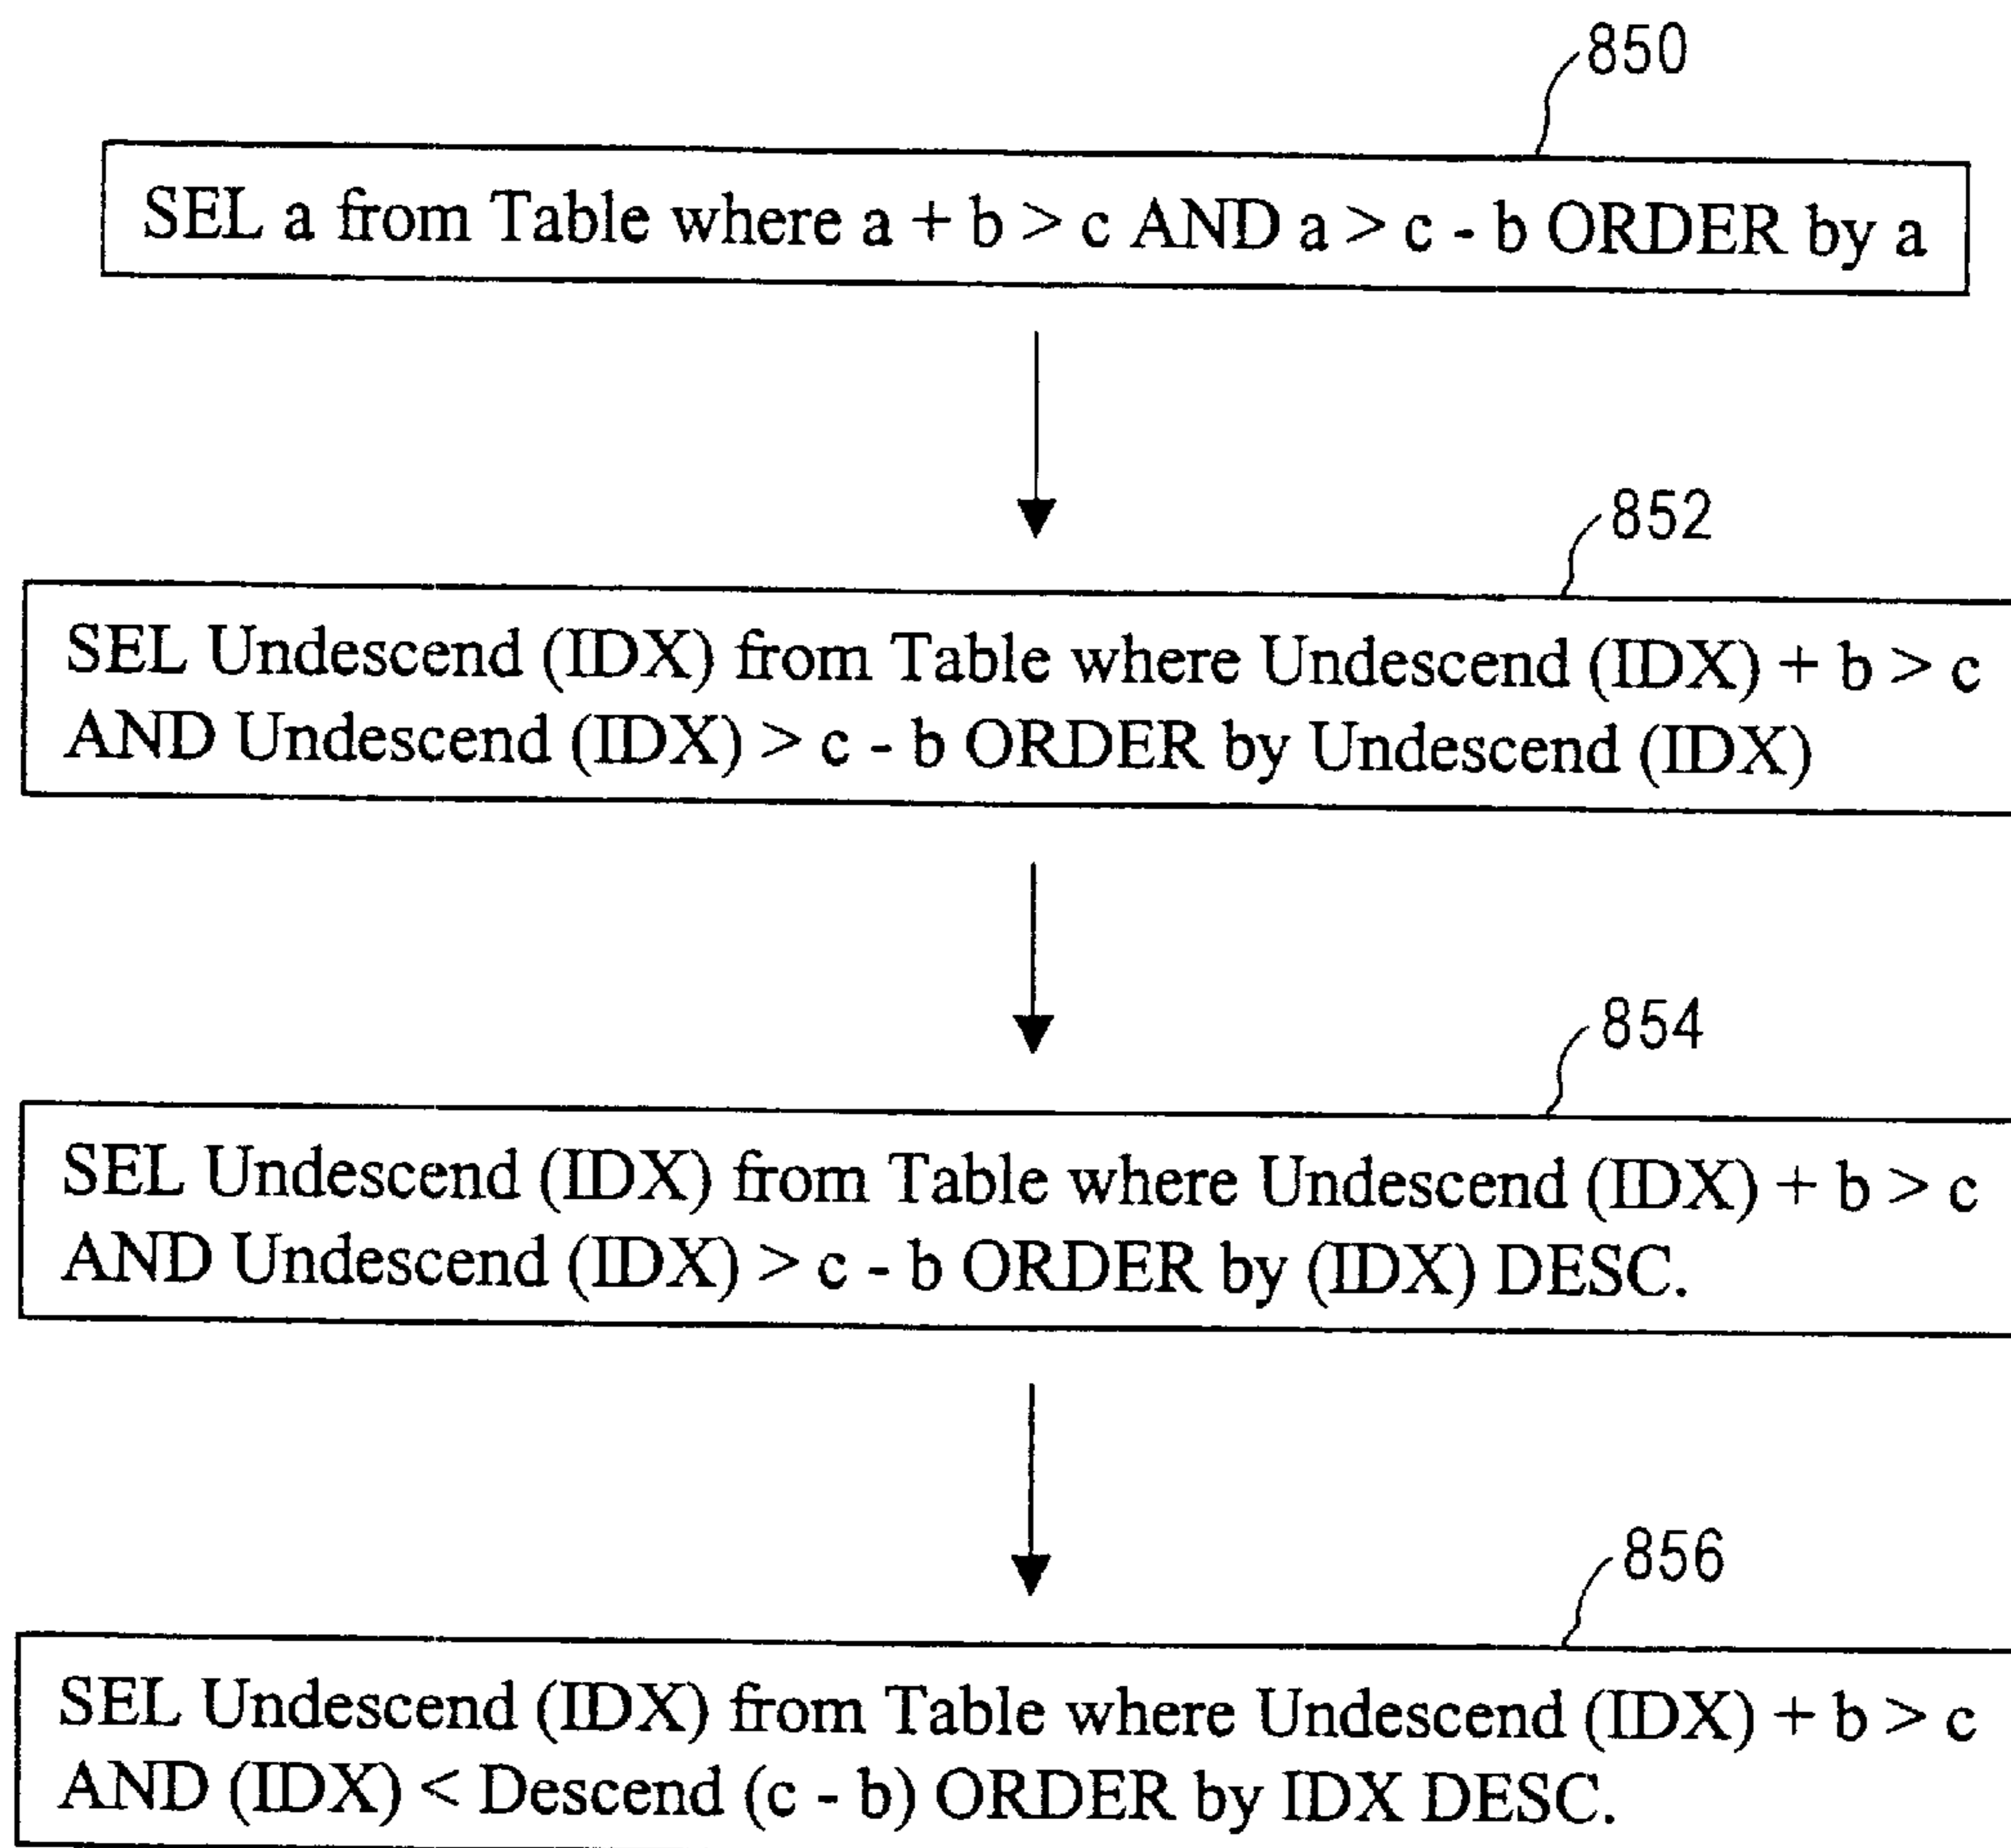 850
SEL a from Table where a + b > c AND a > c - b ORDER by a
852
SEL Undescend (IDX) from Table where Undescend (IDX) + b > c
AND Undescend (IDX) > c - b ORDER by Undescend (IDX)
854
SEL Undescend (IDX) from Table where Undescend (IDX) + b > c
AND Undescend (IDX) > c - b ORDER by (IDX) DESC.
856
SEL Undescend (IDX) from Table where Undescend (IDX) + b > c
AND (IDX) < Descend (c - b) ORDER by IDX DESC.